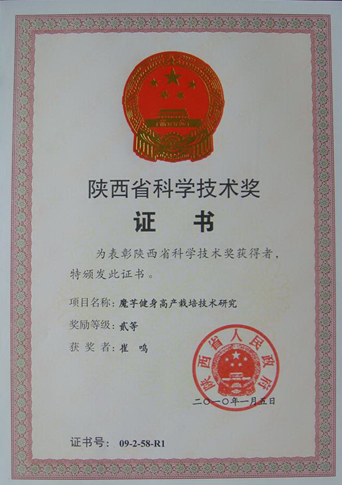 陕西省科学技术奖
证书
为表彰陕西省科学技术奖获得者，
特颁发此证书。
项目名称：魔芋健身高产栽培技术研究
奖励等级：贰等
获奖者：崔鸣
陕西省人民政府
二〇一〇年一月五日
证书号：09-2-58-R1